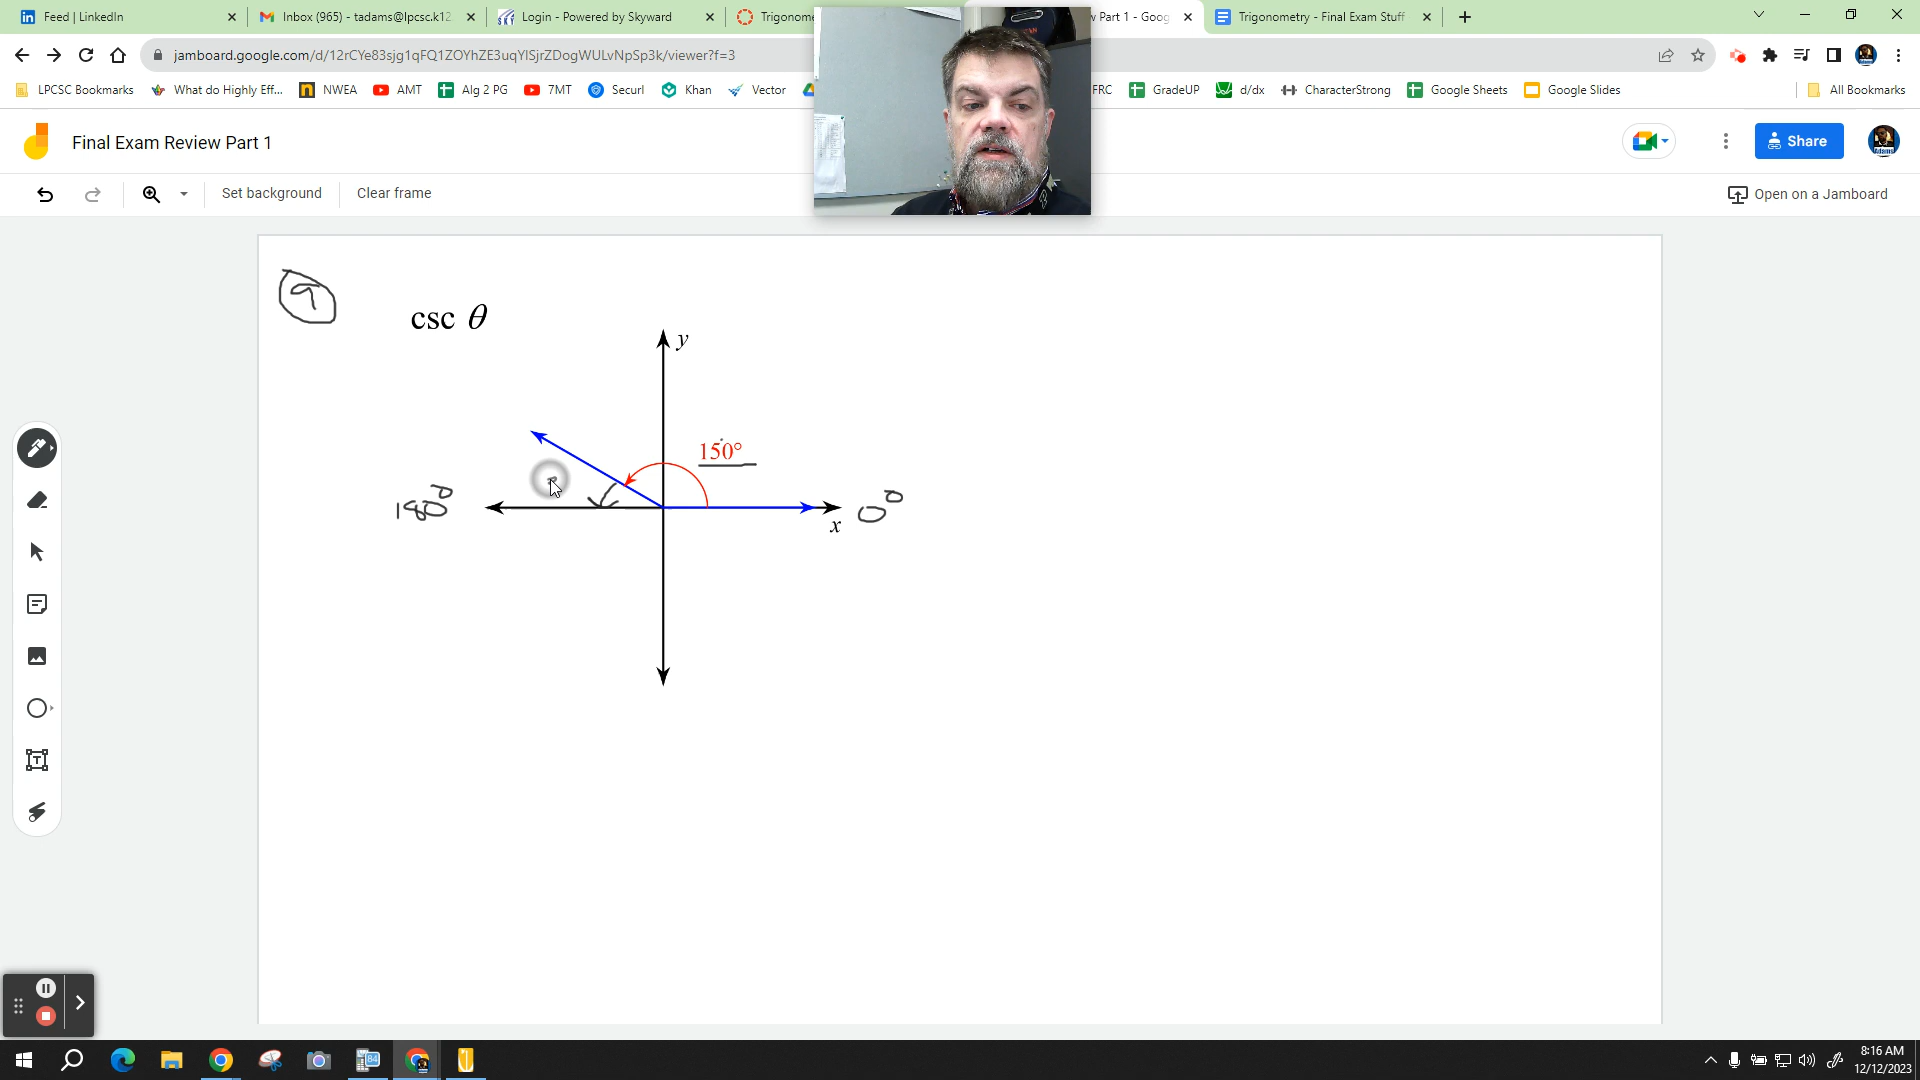 Feed | LinkedIn
Inbox (965) - tadams@lpcsc.k12
Login - Powered by Skyward
Trigonome
v Part 1 - Goog
Trigonometry - Final Exam Stuff
jamboard.google.com/d/12rCYe83sjg1qFQ1ZOYhZE3uqYISjrZDogWULvNpSp3k/viewer?f=3
LPCSC Bookmarks
What do Highly Eff...
NWEA
AMT
Alg 2 PG
7MT
Securl
Khan
Vector
FRC
GradeUP
d/dx
CharacterStrong
Google Sheets
Google Slides
All Bookmarks
Final Exam Review Part 1
Share
Set background
Clear frame
Open on a Jamboard
9
csc θ
y
150°
180°
x
0°
84
8:16 AM
12/12/2023